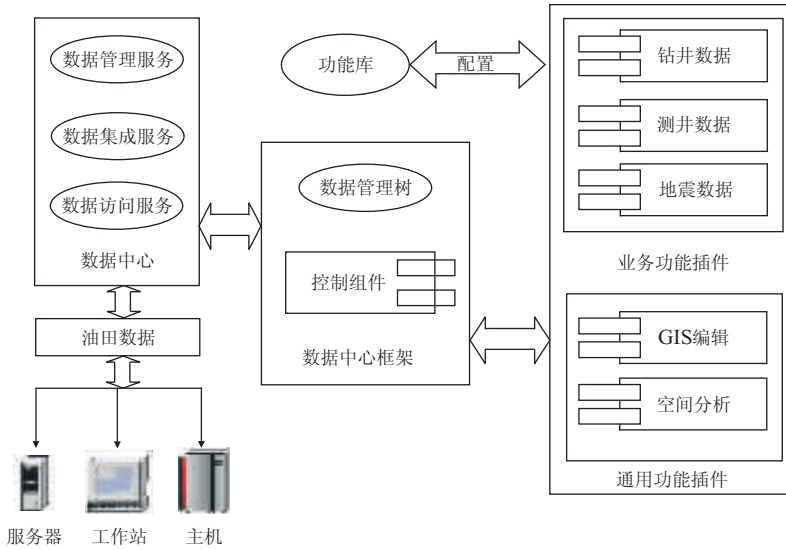 数据管理服务
数据集成服务
数据访问服务
数据中心
油田数据
服务器
工作站
主机
功能库
配置
数据管理树
控制组件
数据中心框架
钻井数据
测井数据
地震数据
业务功能插件
GIS编辑
空间分析
通用功能插件